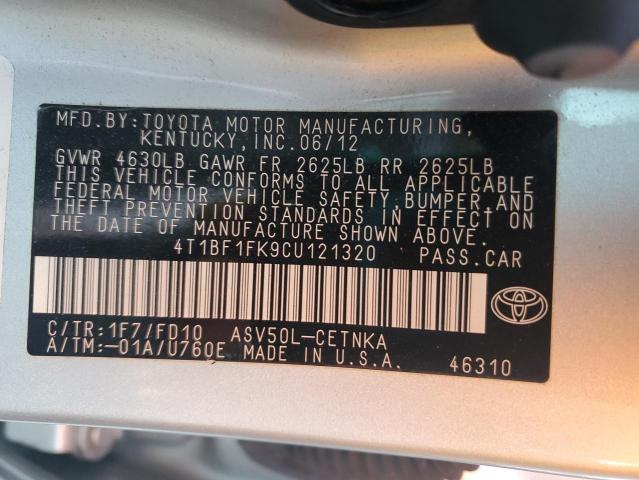 MFD.BY:TOYOTA MOTOR MANUFACTURING,
KENTUCKY, INC. 06/12
GVWR 4630LB GAWR FR 2625LB RR 2625LB
THIS VEHICLE CONFORMS TO ALL APPLICABLE
FEDERAL MOTOR VEHICLE SAFETY, BUMPER, AND
THEFT PREVENTION STANDARDS IN EFFECT ON
THE DATE OF MANUFACTURE SHOWN ABOVE.
4T1BF1FK9CU121320 PASS.CAR
C/TR:1F7/FD10 ASV50L-CETNKA
A/TM:-01A/U760E MADE IN U.S.A. 46310